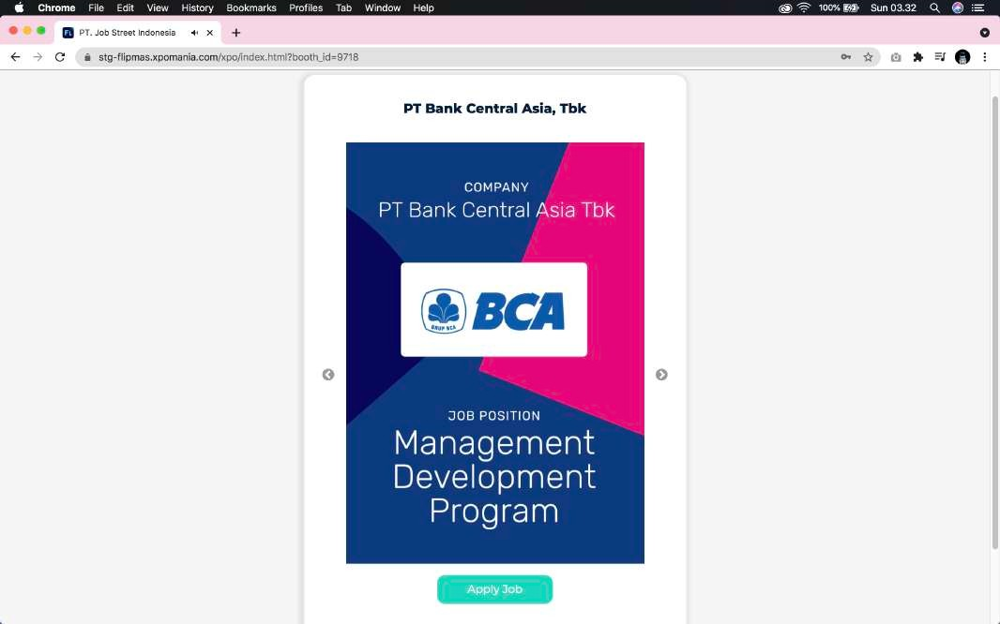 Chrome File Edit View History Bookmarks Profiles Tab Window Help 100% Sun 03.32
FL PT. Job Street Indonesia
stg-flipmas.xpomania.com/xpo/index.html?booth_id=9718
PT Bank Central Asia, Tbk
COMPANY
PT Bank Central Asia Tbk
GRUP BCA
BCA
JOB POSITION
Management
Development
Program
Apply Job